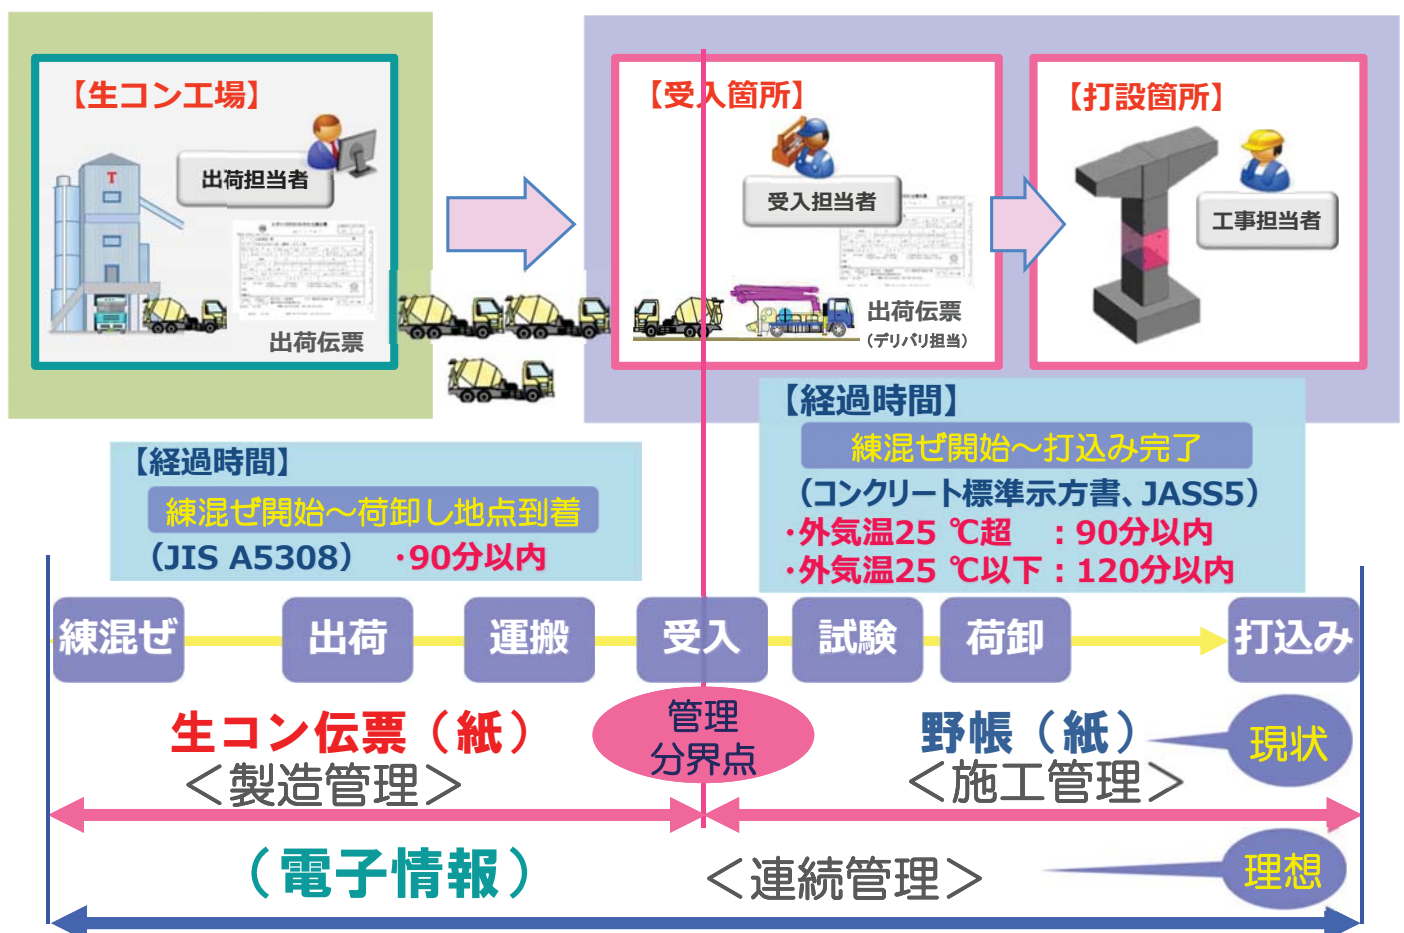 【生コン工場】
T
出荷担当者
出荷伝票
【受入箇所】
受入担当者
出荷伝票
（デリバリ担当）
【打設箇所】
工事担当者
【経過時間】
練混ぜ開始～荷卸し地点到着
（JIS A5308） ・90分以内
【経過時間】
練混ぜ開始～打込み完了
（コンクリート標準示方書、JASS5）
・外気温25 ℃超 ：90分以内
・外気温25 ℃以下：120分以内
練混ぜ
出荷
運搬
受入
試験
荷卸
打込み
生コン伝票（紙）
＜製造管理＞
管理
分界点
野帳（紙）
＜施工管理＞
現状
（電子情報）
＜連続管理＞
理想